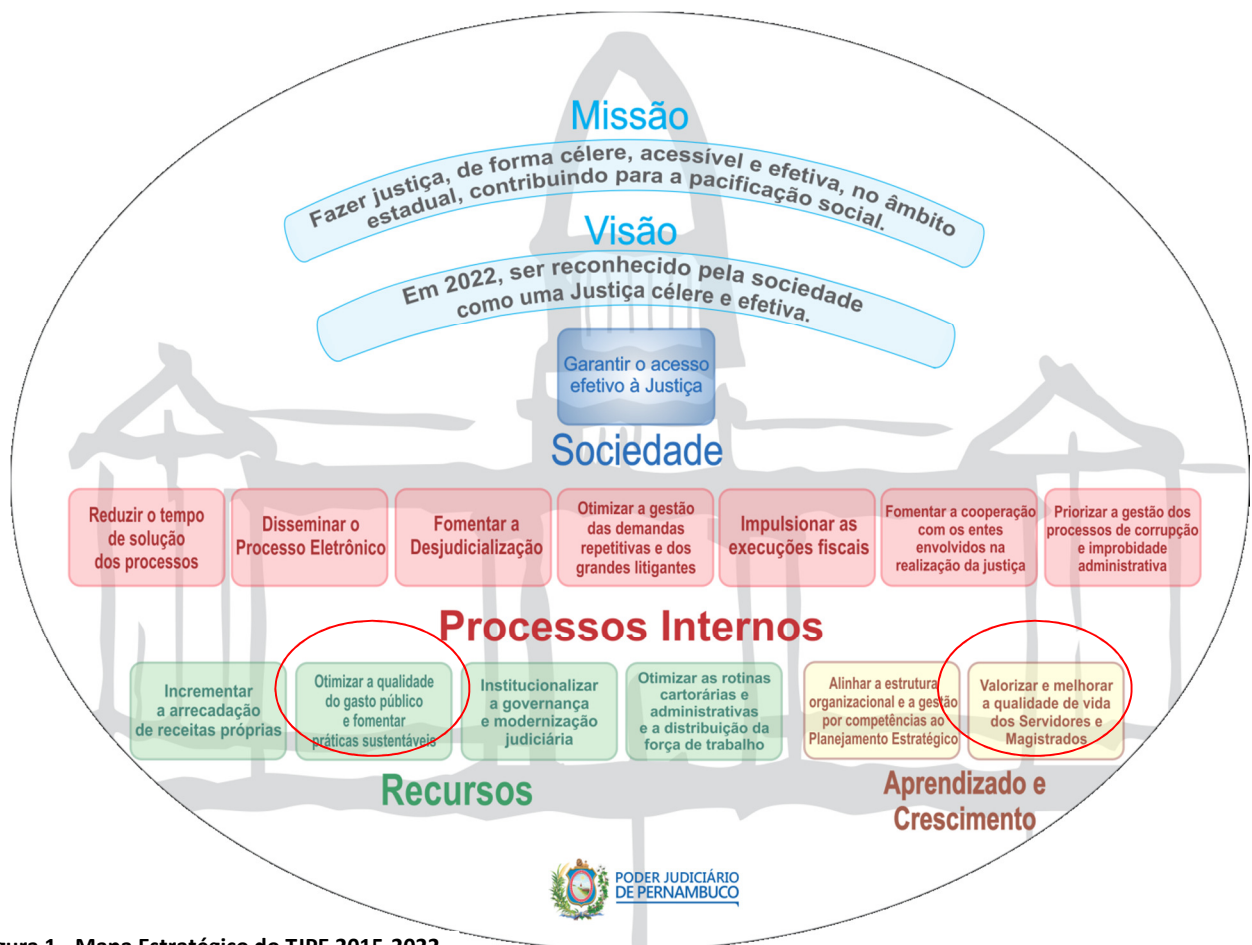 Missão
Fazer justiça, de forma célere, acessível e efetiva, no âmbito
estadual, contribuindo para a pacificação social.
Visão
Em 2022, ser reconhecido pela sociedade
como uma Justiça célere e efetiva.
Garantir o acesso
efetivo à Justiça
Sociedade
Reduzir o tempo
de solução
dos processos
Disseminar o
Processo Eletrônico
Fomentar a
Desjudicialização
Otimizar a gestão
das demandas
repetitivas e dos
grandes litigantes
Impulsionar as
execuções fiscais
Fomentar a cooperação
com os entes
envolvidos na
realização da justiça
Priorizar a gestão dos
processos de corrupção
e improbidade
administrativa
Processos Internos
Incrementar
a arrecadação
de receitas próprias
Otimizar a qualidade
do gasto público
e fomentar
práticas sustentáveis
Institucionalizar
a governança
e modernização
judiciária
Otimizar as rotinas
cartorárias e
administrativas
e a distribuição da
força de trabalho
Alinhar a estrutura
organizacional e a gestão
por competências ao
Planejamento Estratégico
Valorizar e melhorar
a qualidade de vida
dos Servidores e
Magistrados
Recursos
Aprendizado e
Crescimento
PODER JUDICIÁRIO
DE PERNAMBUCO